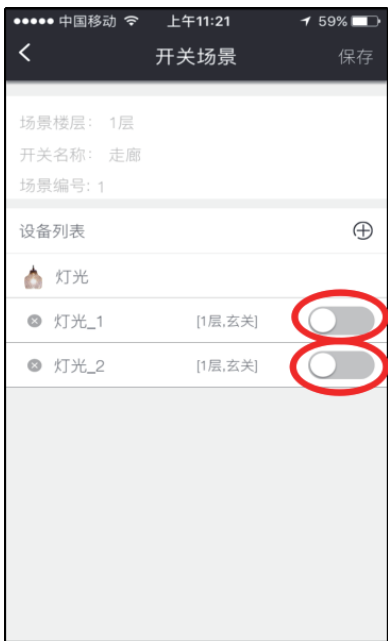 中国移动 上午11:21 59%
开关场景 保存
场景楼层： 1层
开关名称： 走廊
场景编号: 1
设备列表
灯光
灯光_1 [1层,玄关]
灯光_2 [1层,玄关]